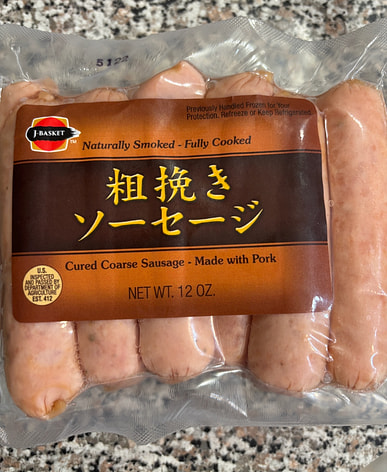 5122
J-BASKET
TM
Previously Handled Frozen for Your
Protection, Refreeze or Keep Refrigerated.
Naturally Smoked - Fully Cooked
粗挽き
ソーセージ
Cured Coarse Sausage - Made with Pork
U.S.
INSPECTED
AND PASSED BY
DEPARTMENT OF
AGRICULTURE
EST. 412
NET WT. 12 OZ.